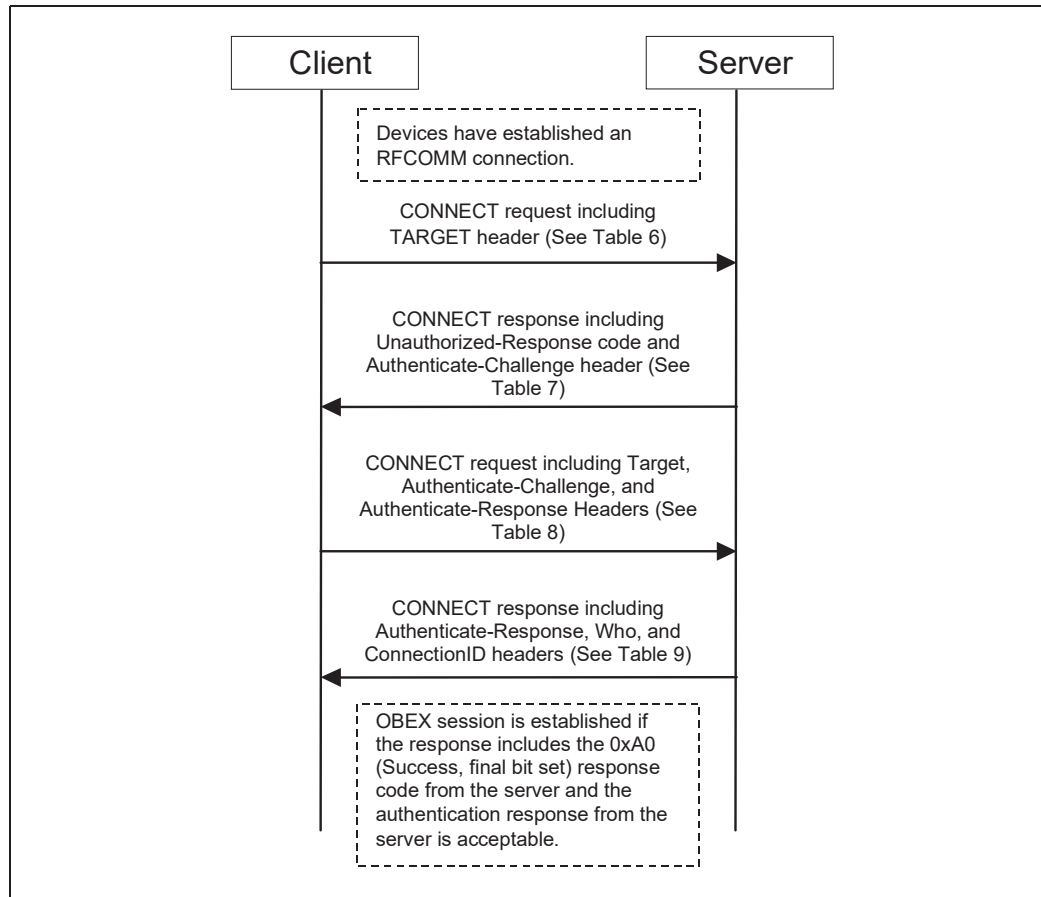 Client
Server
Devices have established an
RFCOMM connection.
CONNECT request including
TARGET header (See Table 6)
CONNECT response including
Unauthorized-Response code and
Authenticate-Challenge header (See
Table 7)
CONNECT request including Target,
Authenticate-Challenge, and
Authenticate-Response Headers (See
Table 8)
CONNECT response including
Authenticate-Response, Who, and
ConnectionID headers (See Table 9)
OBEX session is established if
the response includes the 0xA0
(Success, final bit set) response
code from the server and the
authentication response from the
server is acceptable.